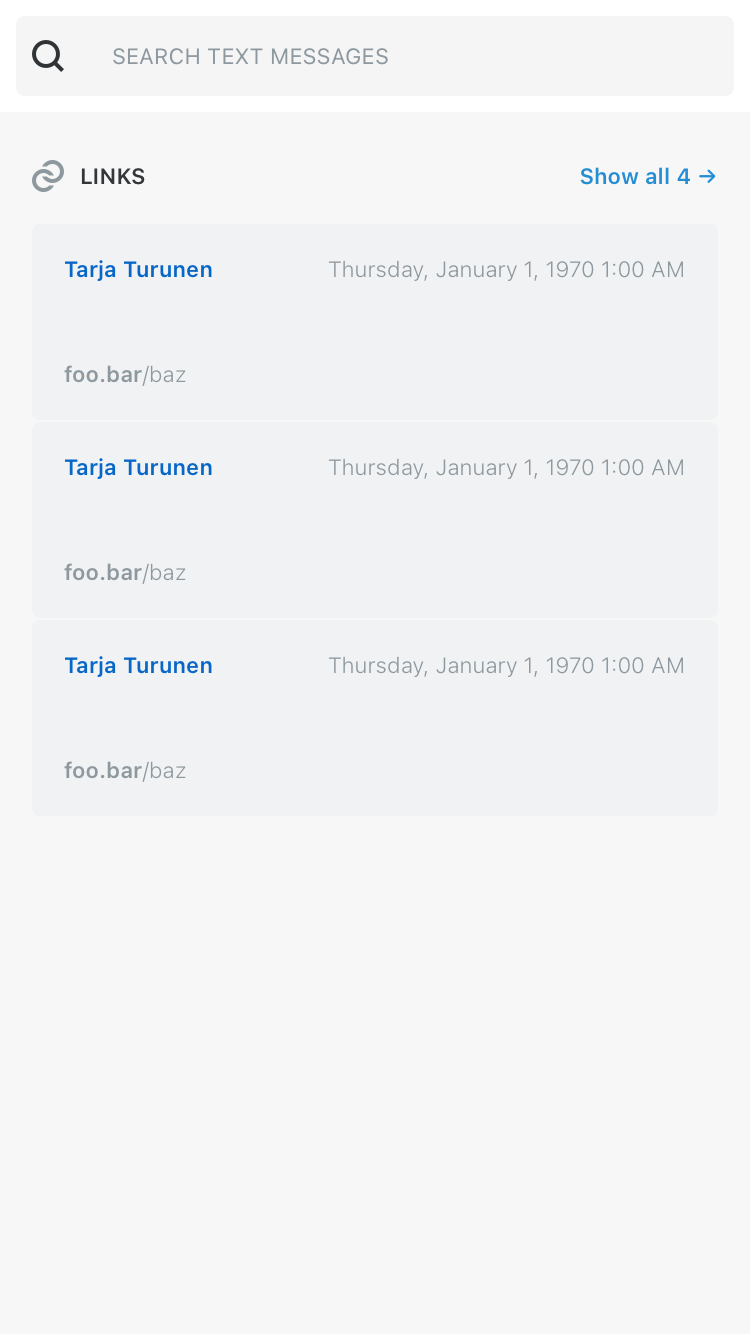 SEARCH TEXT MESSAGES
LINKS Show all 4 →
Tarja Turunen Thursday, January 1, 1970 1:00 AM
foo.bar/baz
Tarja Turunen Thursday, January 1, 1970 1:00 AM
foo.bar/baz
Tarja Turunen Thursday, January 1, 1970 1:00 AM
foo.bar/baz